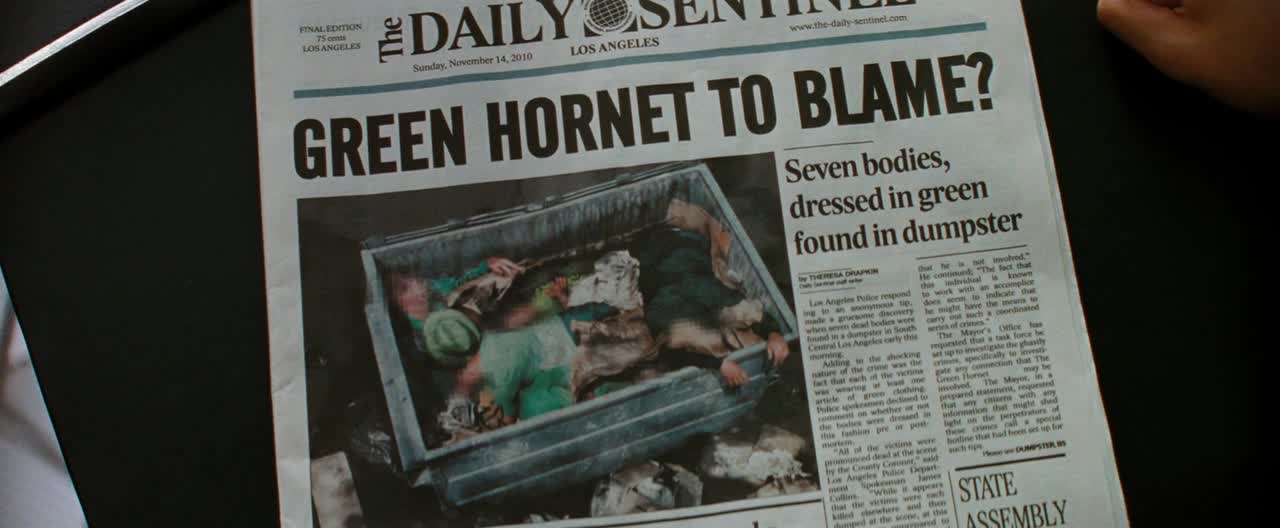 FINAL EDITION
75 cents
LOS ANGELES
The DAILY SENTINEL
Sunday, November 14, 2010
LOS ANGELES
www.the-daily-sentinel.com
GREEN HORNET TO BLAME?
Seven bodies,
dressed in green
found in dumpster
by THERESA DRAPKIN
Daily Sentinel staff writer
Los Angeles Police respond
ing to an anonymous tip,
made a gruesome discovery
when seven dead bodies were
found in a dumpster in South
Central Los Angeles early this
morning.
Adding to the shocking
nature of the crime was the
fact that each of the victims
was wearing at least one
article of green clothing.
Police spokesmen declined to
comment on whether or not
the bodies were dressed in
this fashion pre or post-
mortem.
"All of the victims were
pronounced dead at the scene
by the County Coroner," said
Los Angeles Police Depart-
ment Spokesman James
Collins. "While it appears
that the victims were each
killed elsewhere and then
dumped at the scene, at this
that he is not involved."
He continued; "The fact that
this individual is known
to work with an accomplice
does seem to indicate that
he might have the means to
carry out such a coordinated
series of crimes."
The Mayor's Office has
requested that a task force be
set up to investigate the ghastly
crimes, specifically to investi-
gate any connection that The
Green Hornet may be
involved. The Mayor, in a
prepared statement, requested
that any citizens with any
information that might shed
light on the perpetrators of
these crimes call a special
hotline that had been set up for
such tips.
Please see DUMPSTER, B5
STATE
ASSEMBLY